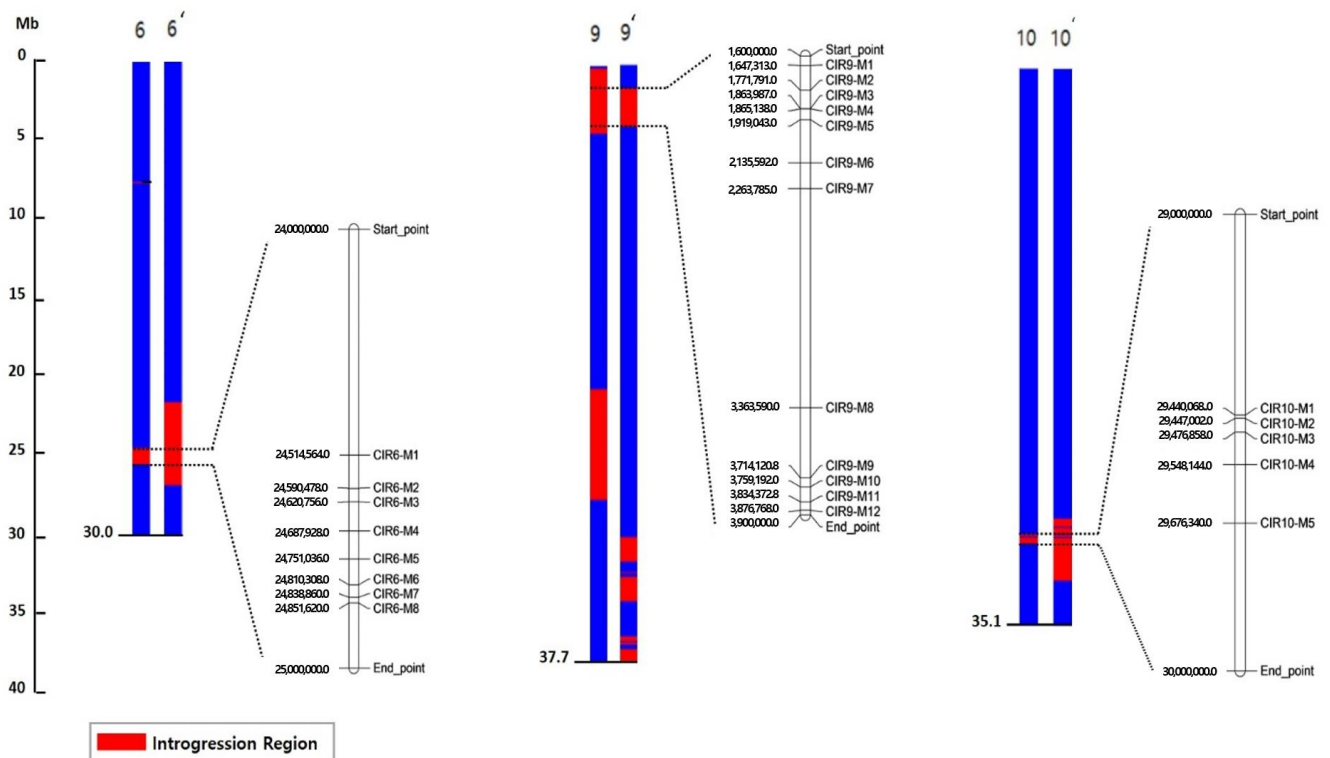 Mb
0
5
10
15
20
25
30
35
40
6 6′
30.0
24,000,000.0 Start_point
24,514,564.0 CIR6-M1
24,590,478.0 CIR6-M2
24,620,756.0 CIR6-M3
24,687,928.0 CIR6-M4
24,751,036.0 CIR6-M5
24,810,308.0 CIR6-M6
24,838,860.0 CIR6-M7
24,851,620.0 CIR6-M8
25,000,000.0 End_point
9 9′
37.7
1,600,000.0 Start_point
1,647,313.0 CIR9-M1
1,771,791.0 CIR9-M2
1,863,987.0 CIR9-M3
1,865,138.0 CIR9-M4
1,919,043.0 CIR9-M5
2,135,592.0 CIR9-M6
2,263,785.0 CIR9-M7
3,363,590.0 CIR9-M8
3,714,120.8 CIR9-M9
3,759,192.0 CIR9-M10
3,834,372.8 CIR9-M11
3,876,768.0 CIR9-M12
3,900,000.0 End_point
10 10′
35.1
29,000,000.0 Start_point
29,440,068.0 CIR10-M1
29,447,002.0 CIR10-M2
29,476,858.0 CIR10-M3
29,548,144.0 CIR10-M4
29,676,340.0 CIR10-M5
30,000,000.0 End_point
Introgression Region